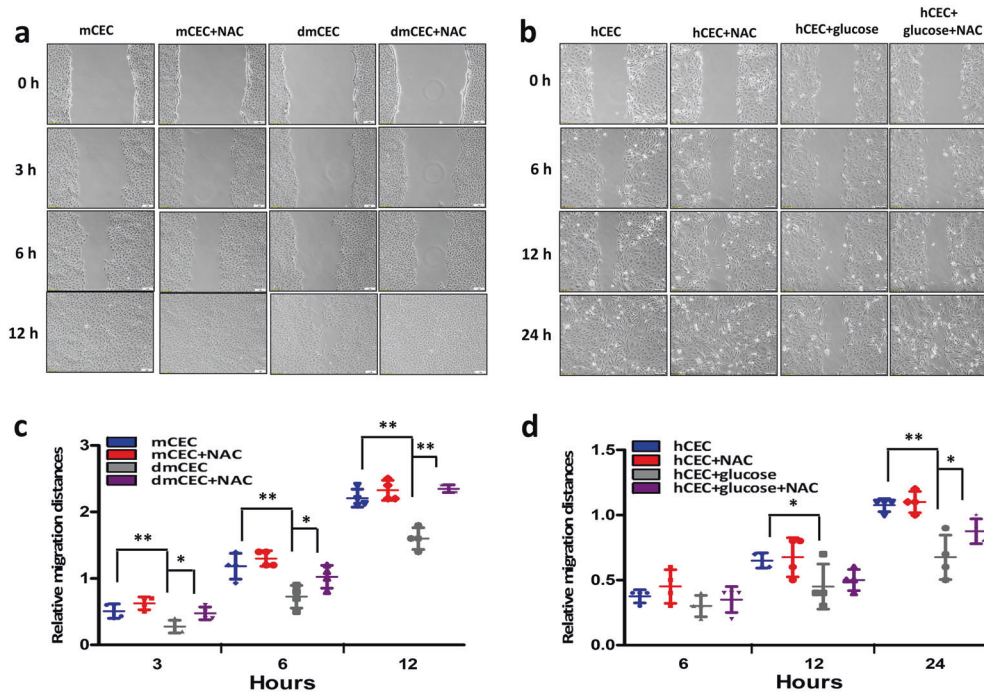 a
mCEC mCEC+NAC dmCEC dmCEC+NAC
0 h
3 h
6 h
12 h
b
hCEC hCEC+NAC hCEC+glucose hCEC+
glucose+NAC
0 h
6 h
12 h
24 h
c
Relative migration distances
3
2
1
0
mCEC
mCEC+NAC
dmCEC
dmCEC+NAC
** * ** * ** **
3 6 12
Hours
d
Relative migration distances
1.5
1.0
0.5
0.0
hCEC
hCEC+NAC
hCEC+glucose
hCEC+glucose+NAC
* ** *
6 12 24
Hours